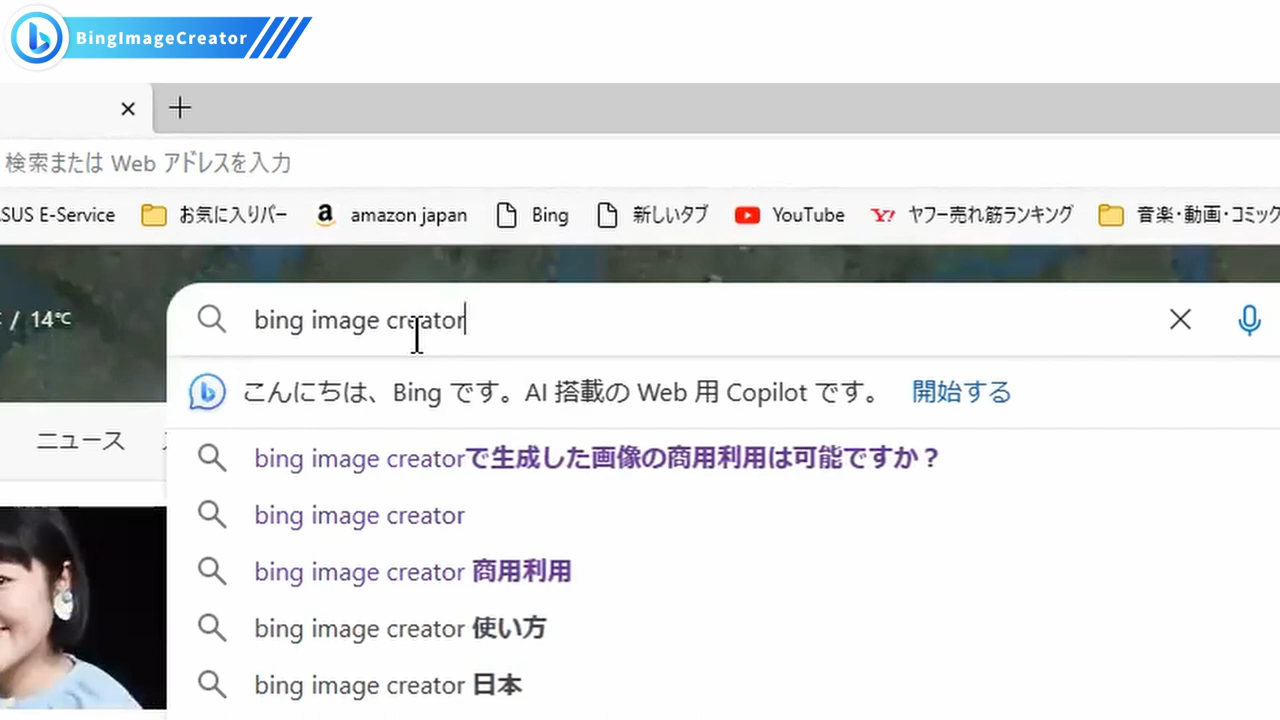 BingImageCreator
検索または Web アドレスを入力
SUS E-Service お気に入りバー amazon japan Bing 新しいタブ YouTube ヤフー売れ筋ランキング 音楽・動画・コミック
/ 14℃
bing image creator
こんにちは、Bing です。AI 搭載の Web 用 Copilot です。 開始する
ニュース
bing image creatorで生成した画像の商用利用は可能ですか？
bing image creator
bing image creator 商用利用
bing image creator 使い方
bing image creator 日本